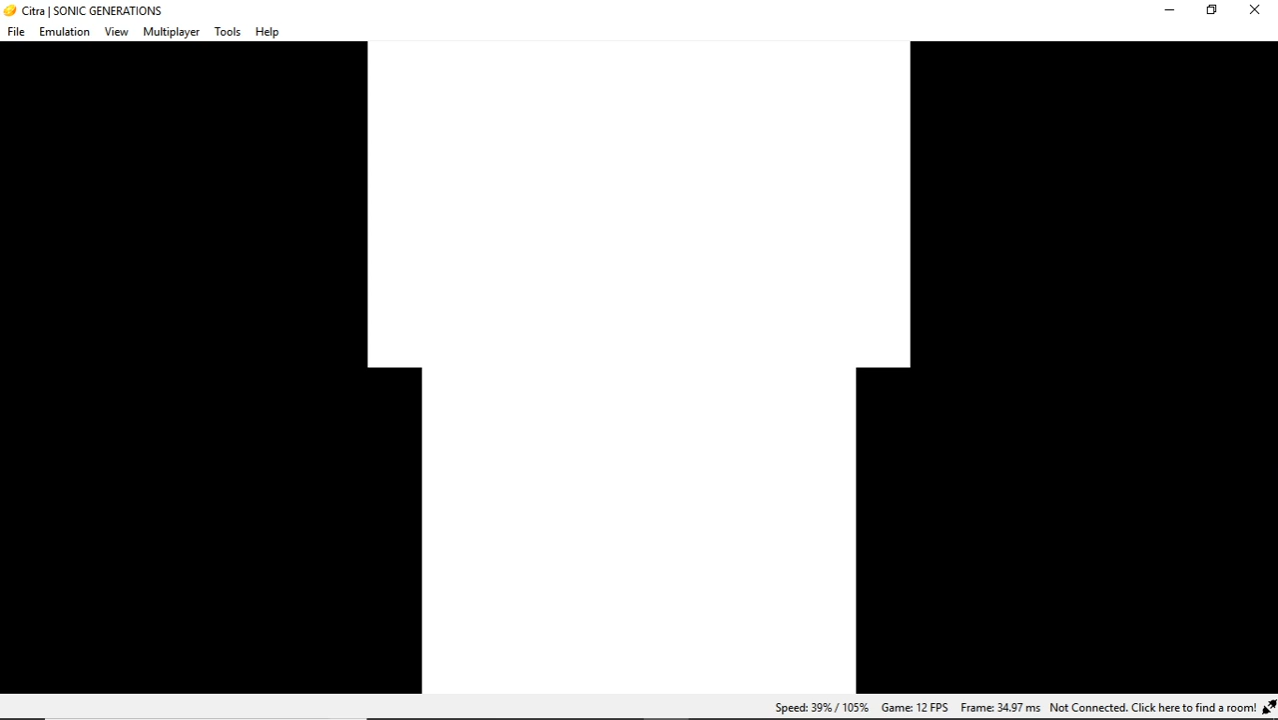 Citra | SONIC GENERATIONS
File Emulation View Multiplayer Tools Help
Speed: 39% / 105% Game: 12 FPS Frame: 34.97 ms Not Connected. Click here to find a room!